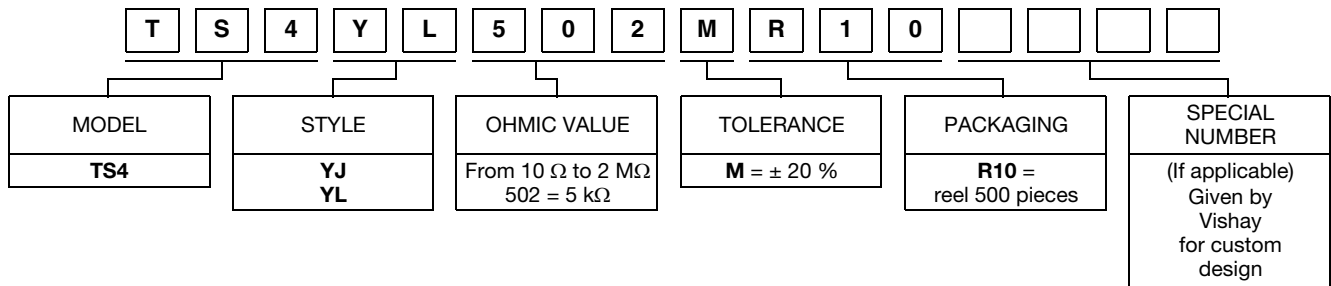 T S 4 Y L 5 0 2 M R 1 0
MODEL
TS4
STYLE
YJ
YL
OHMIC VALUE
From 10 Ω to 2 MΩ
502 = 5 kΩ
TOLERANCE
M = ± 20 %
PACKAGING
R10 =
reel 500 pieces
SPECIAL
NUMBER
(If applicable)
Given by
Vishay
for custom
design